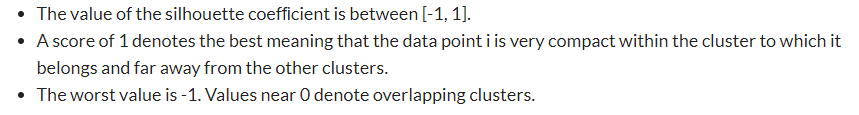 • The value of the silhouette coefficient is between [-1, 1].
• A score of 1 denotes the best meaning that the data point i is very compact within the cluster to which it
belongs and far away from the other clusters.
• The worst value is -1. Values near 0 denote overlapping clusters.